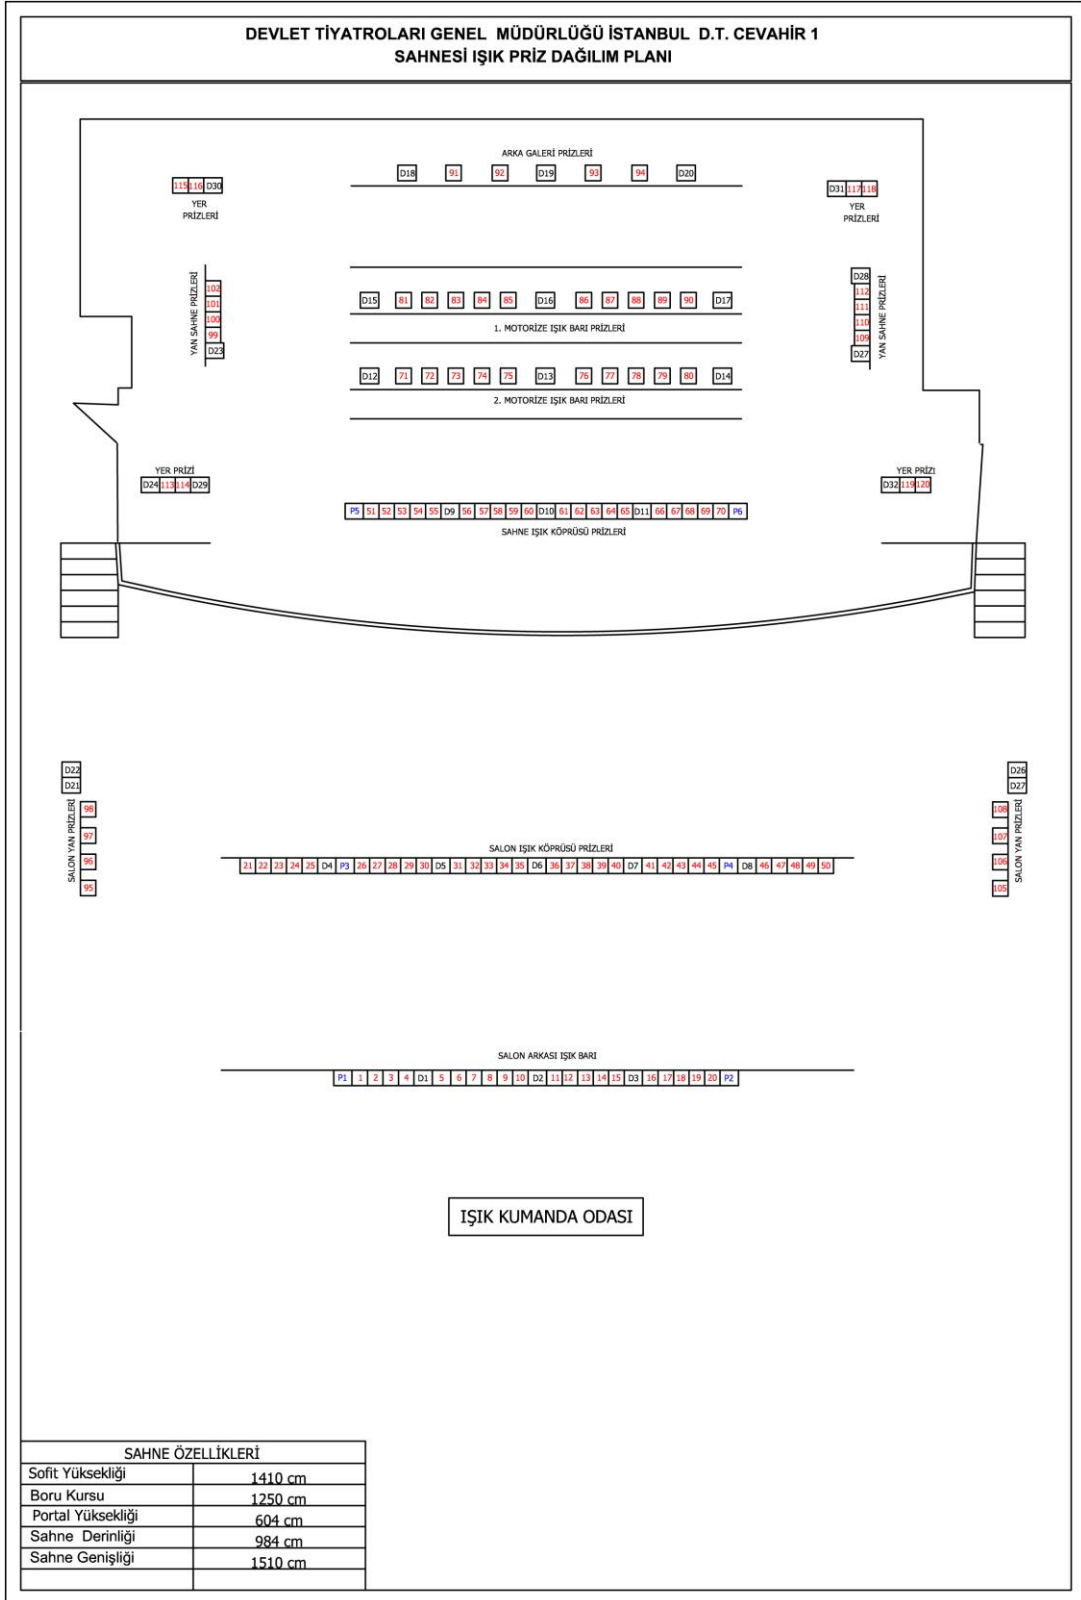 DEVLET TİYATROLARI GENEL MÜDÜRLÜĞÜ İSTANBUL D.T. CEVAHİR 1
SAHNESİ IŞIK PRİZ DAĞILIM PLANI
ARKA GALERİ PRİZLERİ
D18 91 92 D19 93 94 D20
115 116 D30
YER
PRİZLERİ
D31 117 118
YER
PRİZLERİ
YAN SAHNE PRİZLERİ
102
101
100
99
D23
D28
112
111
110
109
D27
YAN SAHNE PRİZLERİ
D15 81 82 83 84 85 D16 86 87 88 89 90 D17
1. MOTORİZE IŞIK BARI PRİZLERİ
D12 71 72 73 74 75 D13 76 77 78 79 80 D14
2. MOTORİZE IŞIK BARI PRİZLERİ
YER PRİZİ
D24 113 114 D29
YER PRİZI
D32 119 120
P5 51 52 53 54 55 D9 56 57 58 59 60 D10 61 62 63 64 65 D11 66 67 68 69 70 P6
SAHNE IŞIK KÖPRÜSÜ PRİZLERİ
D22
D21
SALON YAN PRİZLERİ
98
97
96
95
D26
D27
108
107
106
105
SALON YAN PRİZLERİ
SALON IŞIK KÖPRÜSÜ PRİZLERİ
21 22 23 24 25 D4 P3 26 27 28 29 30 D5 31 32 33 34 35 D6 36 37 38 39 40 D7 41 42 43 44 45 P4 D8 46 47 48 49 50
SALON ARKASI IŞIK BARI
P1 1 2 3 4 D1 5 6 7 8 9 10 D2 11 12 13 14 15 D3 16 17 18 19 20 P2
IŞIK KUMANDA ODASI
SAHNE ÖZELLİKLERİ
Sofit Yüksekliği 1410 cm
Boru Kursu 1250 cm
Portal Yüksekliği 604 cm
Sahne Derinliği 984 cm
Sahne Genişliği 1510 cm